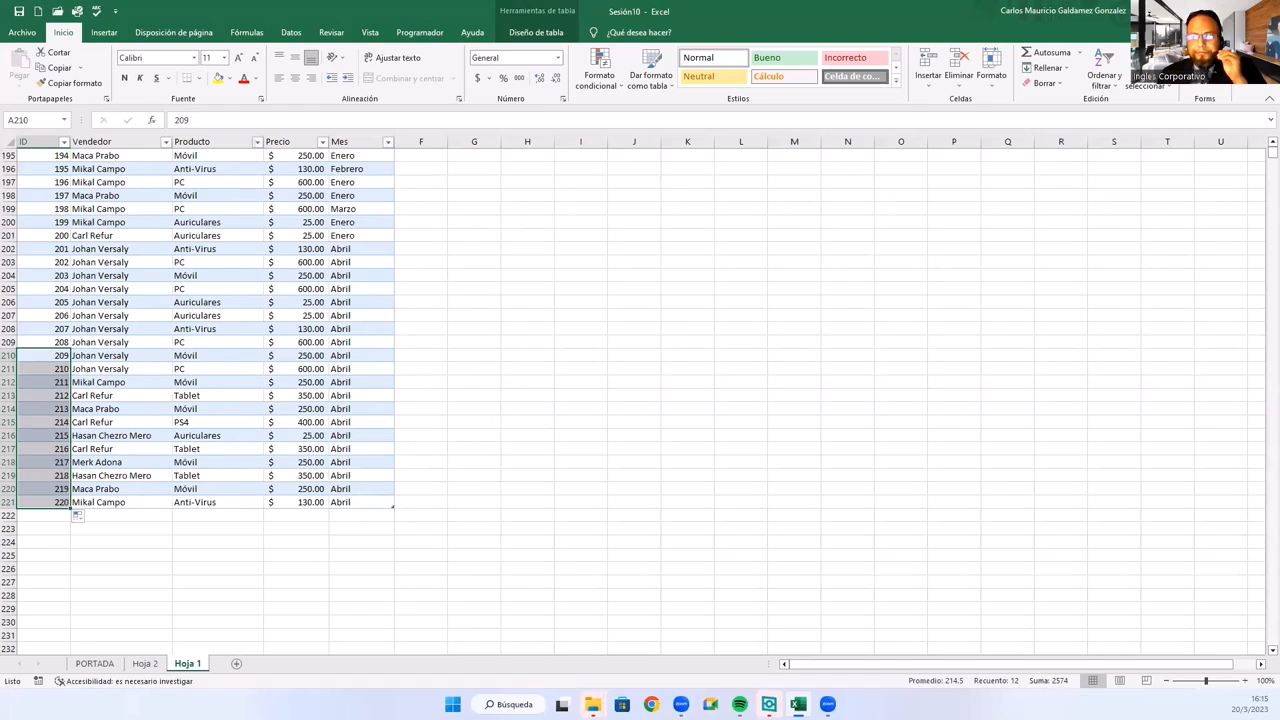 Herramientas de tabla
Sesión10 - Excel
Carlos Mauricio Galdamez Gonzalez
Archivo Inicio Insertar Disposición de página Fórmulas Datos Revisar Vista Programador Ayuda Diseño de tabla ¿Qué desea hacer?
Ingles Corporativo
Pegar
Cortar
Copiar
Copiar formato
Portapapeles
Calibri 11
N K S
Fuente
Ajustar texto
Combinar y centrar
Alineación
General
$ % 000
Número
Formato condicional
Dar formato como tabla
Normal Bueno Incorrecto
Neutral Cálculo Celda de co...
Estilos
Insertar Eliminar Formato
Celdas
Autosuma
Rellenar
Borrar
Ordenar y filtrar
seleccionar
Edición
Forms
A210 fx 209
ID Vendedor Producto Precio Mes F G H I J K L M N O P Q R S T U
195 194 Maca Prabo Móvil $ 250.00 Enero
196 195 Mikal Campo Anti-Virus $ 130.00 Febrero
197 196 Mikal Campo PC $ 600.00 Enero
198 197 Maca Prabo Móvil $ 250.00 Enero
199 198 Mikal Campo PC $ 600.00 Marzo
200 199 Mikal Campo Auriculares $ 25.00 Enero
201 200 Carl Refur Auriculares $ 25.00 Enero
202 201 Johan Versaly Anti-Virus $ 130.00 Abril
203 202 Johan Versaly PC $ 600.00 Abril
204 203 Johan Versaly Móvil $ 250.00 Abril
205 204 Johan Versaly PC $ 600.00 Abril
206 205 Johan Versaly Auriculares $ 25.00 Abril
207 206 Johan Versaly Auriculares $ 25.00 Abril
208 207 Johan Versaly Anti-Virus $ 130.00 Abril
209 208 Johan Versaly PC $ 600.00 Abril
210 209 Johan Versaly Móvil $ 250.00 Abril
211 210 Johan Versaly PC $ 600.00 Abril
212 211 Mikal Campo Móvil $ 250.00 Abril
213 212 Carl Refur Tablet $ 350.00 Abril
214 213 Maca Prabo Móvil $ 250.00 Abril
215 214 Carl Refur PS4 $ 400.00 Abril
216 215 Hasan Chezro Mero Auriculares $ 25.00 Abril
217 216 Carl Refur Tablet $ 350.00 Abril
218 217 Merk Adona Móvil $ 250.00 Abril
219 218 Hasan Chezro Mero Tablet $ 350.00 Abril
220 219 Maca Prabo Móvil $ 250.00 Abril
221 220 Mikal Campo Anti-Virus $ 130.00 Abril
222
223
224
225
226
227
228
229
230
231
232
PORTADA Hoja 2 Hoja 1
Listo Accesibilidad: es necesario investigar Promedio: 214.5 Recuento: 12 Suma: 2574 100%
Búsqueda
zoom
zoom
16:15
20/3/2023